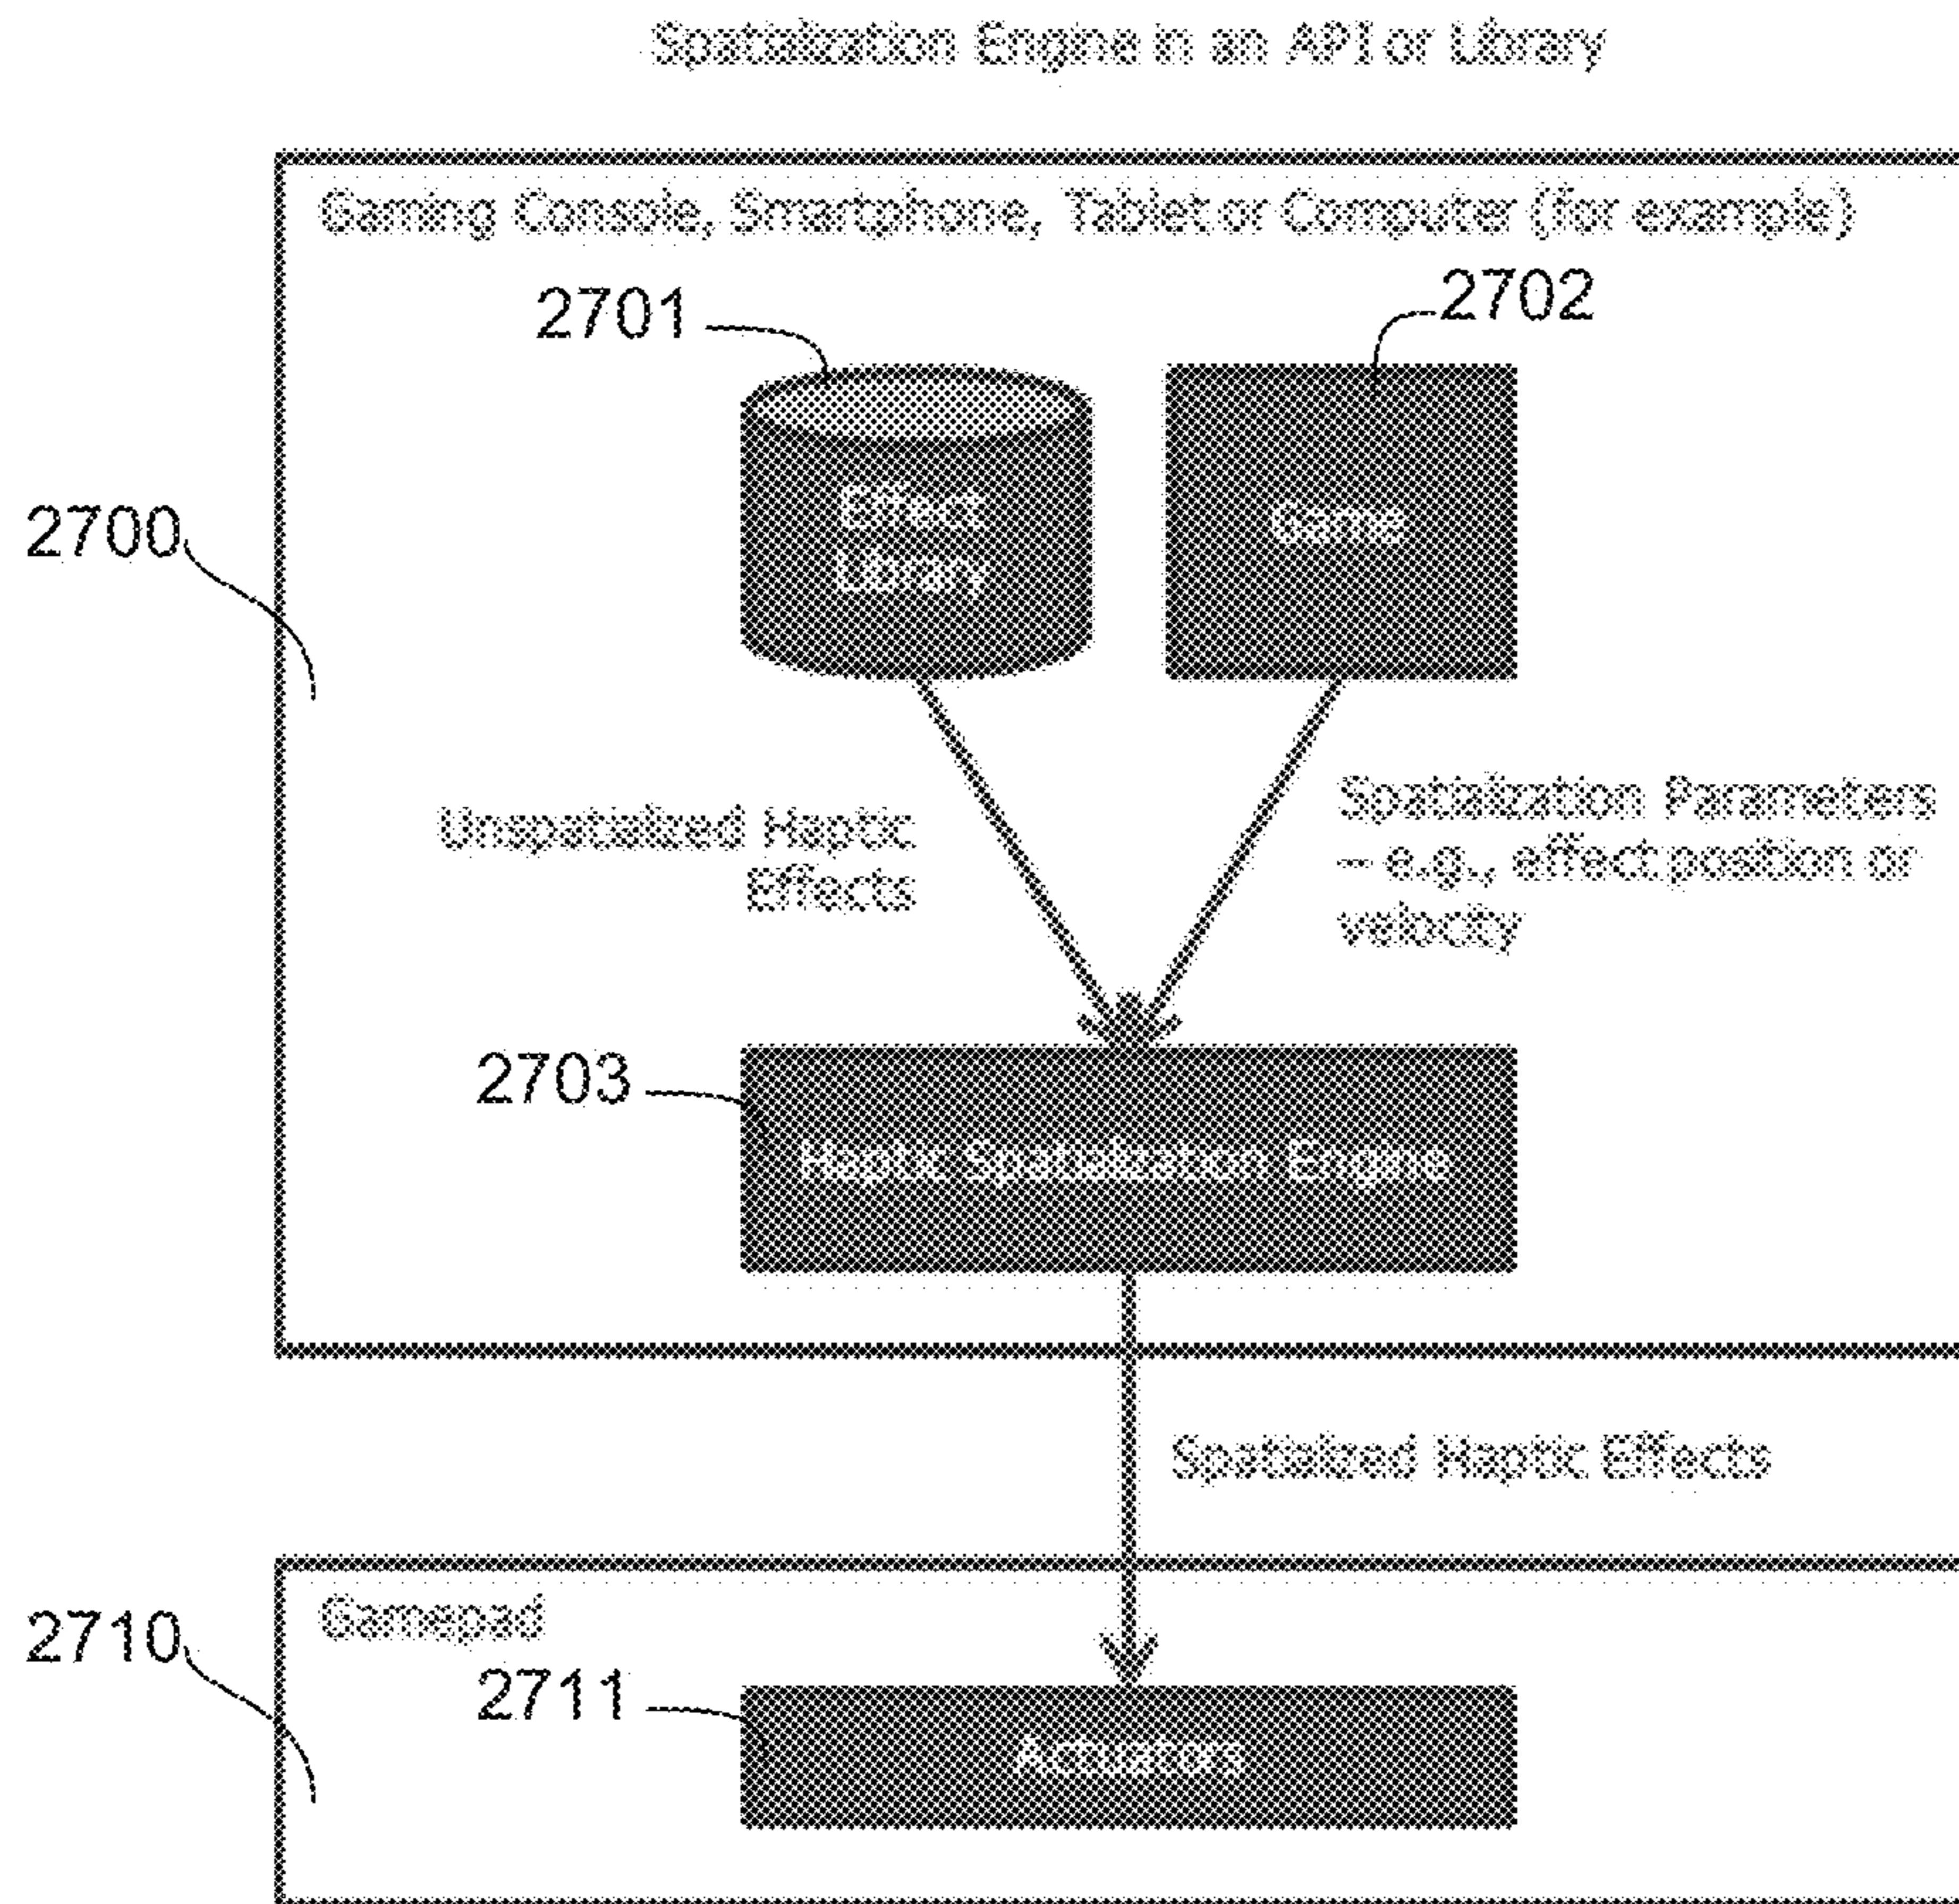 Spatialization Engine in an API or Library
Gaming Console, Smartphone, Tablet or Computer (for example)
2701
2702
Effect
Library
Game
2700
Unspatialized Haptic
Effects
Spatialization Parameters
– e.g., effect position or
velocity
2703
Haptic Spatialization Engine
Spatialized Haptic Effects
Gamepad
2710
2711
Actuators